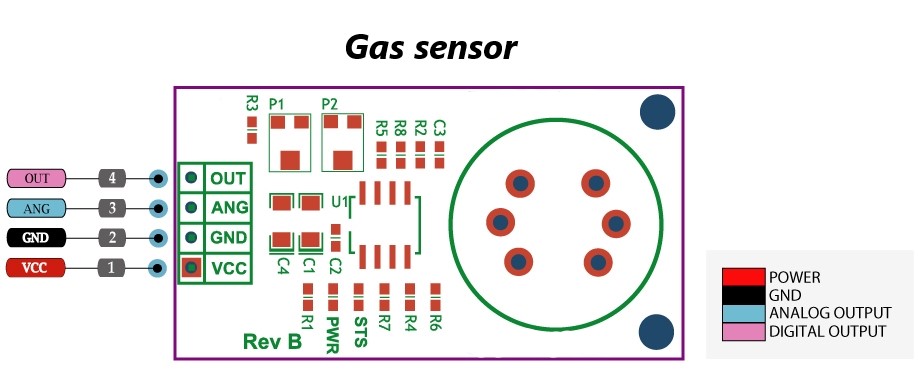 Gas sensor
R3
P1
P2
R5
R8
R2
C3
OUT 4
OUT
ANG 3
ANG
GND 2
GND
VCC 1
VCC
U1
C4
C1
C2
R1
PWR
STS
R7
R4
R6
Rev B
POWER
GND
ANALOG OUTPUT
DIGITAL OUTPUT